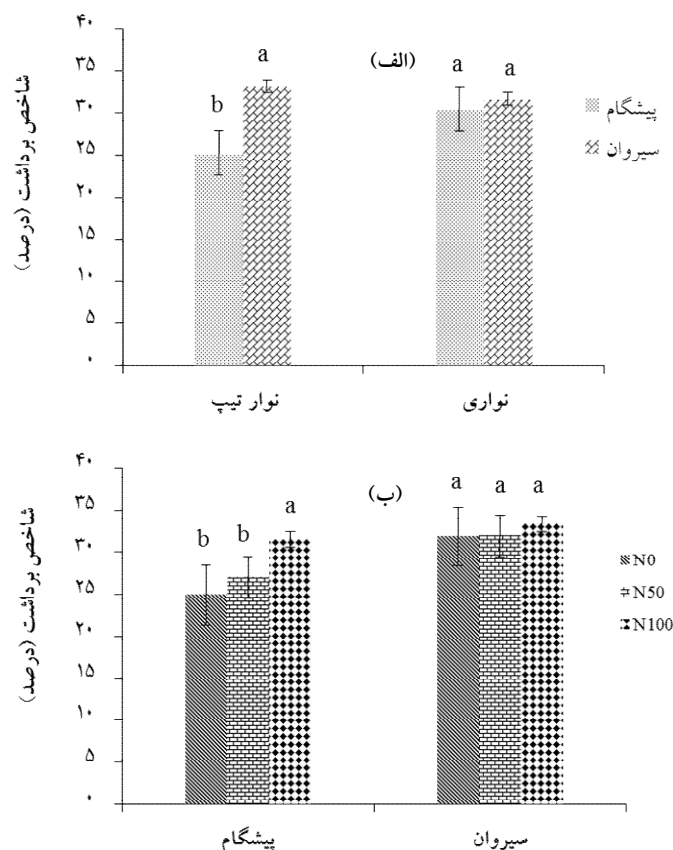 شاخص برداشت (درصد)
۴۰
۳۵
۳۰
۲۵
۲۰
۱۵
۱۰
۵
۰
(الف)
b
a
a
a
پیشگام
سیروان
نوار تیپ
نواری
شاخص برداشت (درصد)
۴۰
۳۵
۳۰
۲۵
۲۰
۱۵
۱۰
۵
۰
(ب)
b
b
a
a
a
a
N0
N50
N100
پیشگام
سیروان